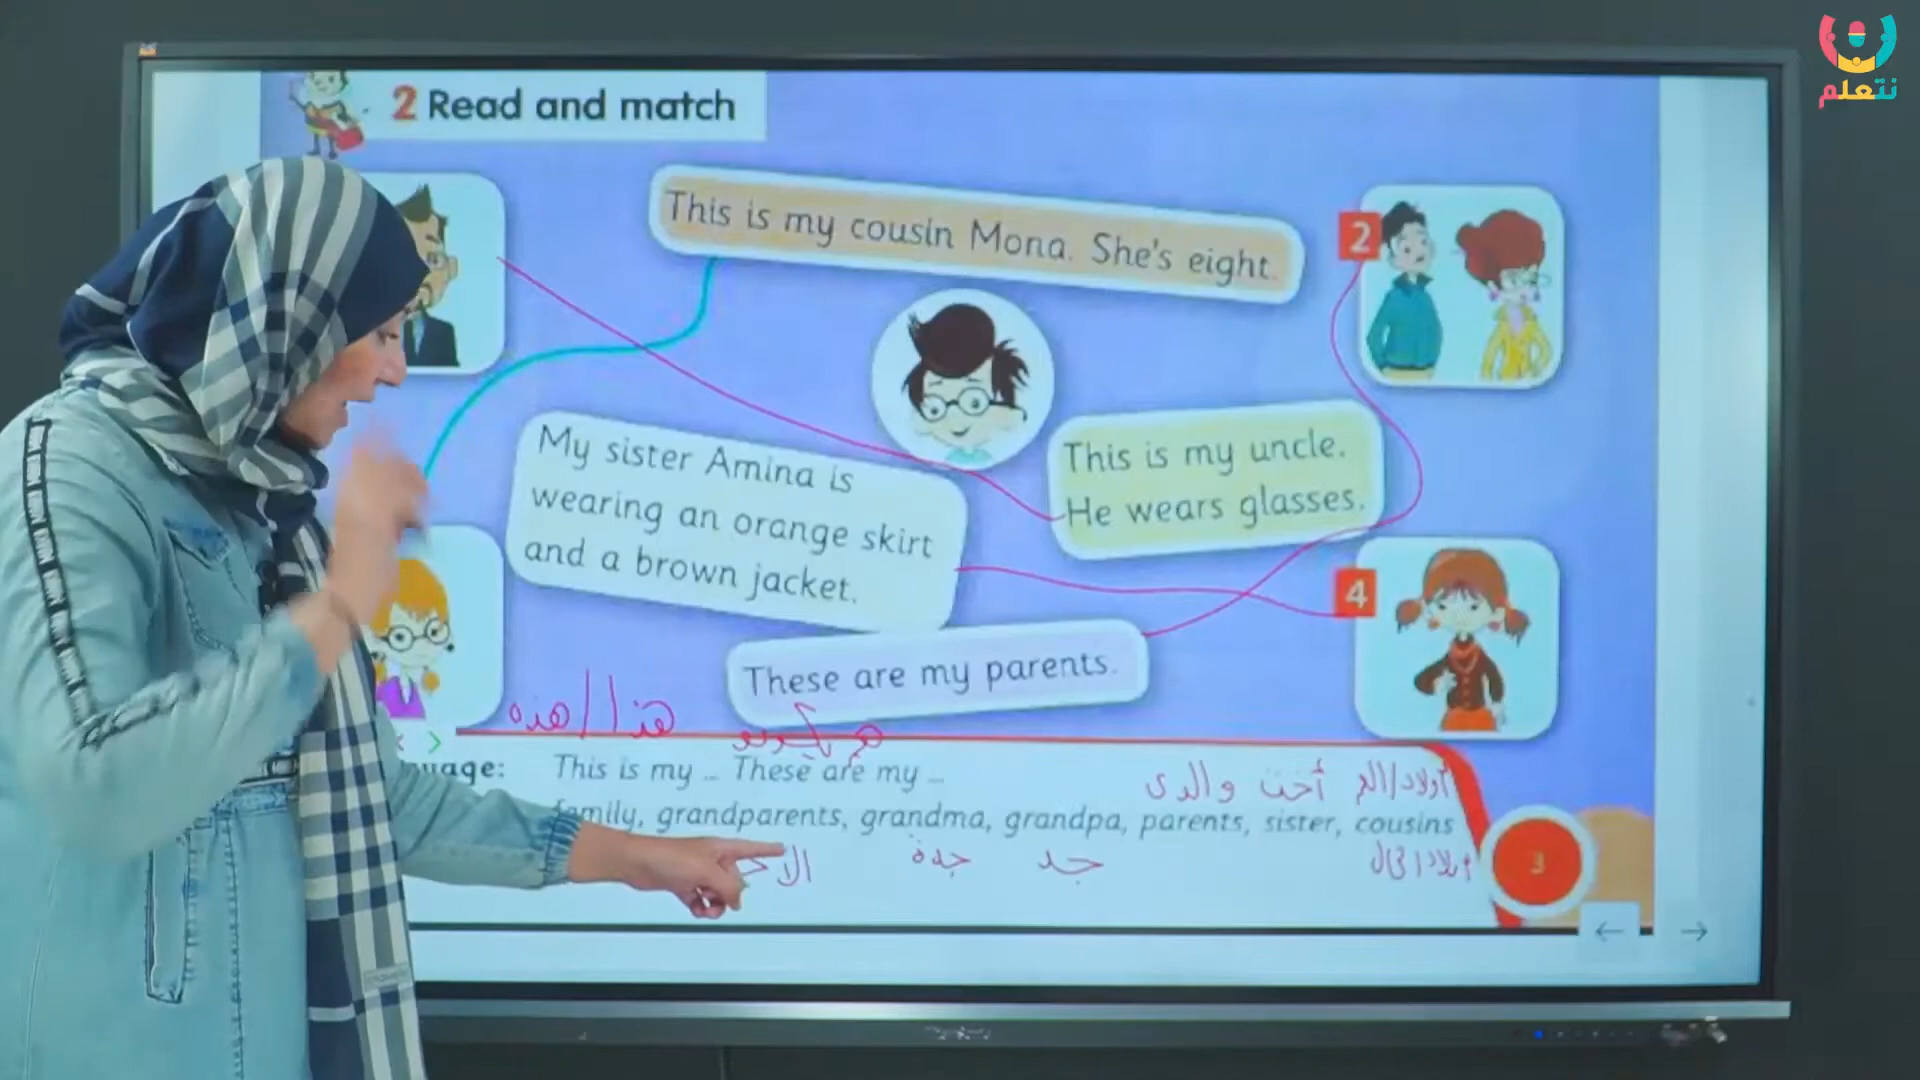 نتعلم
2 Read and match
This is my cousin Mona. She's eight.
2
My sister Amina is
wearing an orange skirt
and a brown jacket.
This is my uncle.
He wears glasses.
4
These are my parents.
هذا / هذه
uage: This is my ... These are my ...
أولاد العم أخت والدى
family, grandparents, grandma, grandpa, parents, sister, cousins
جدة جد
3